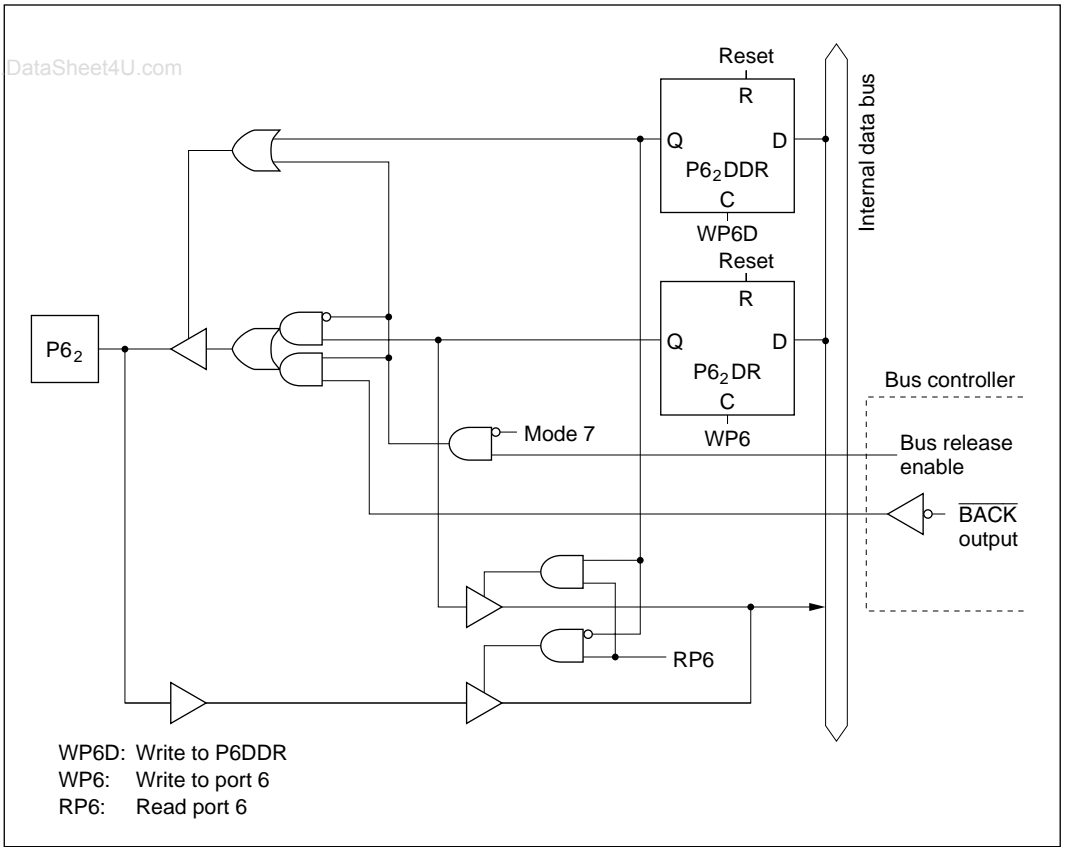 DataSheet4U.com
Reset
R
Q
D
P6₂DDR
C
WP6D
Internal data bus
Reset
R
P6₂
Q
D
P6₂DR
C
WP6
Bus controller
Mode 7
Bus release
enable
BACK
output
RP6
WP6D: Write to P6DDR
WP6: Write to port 6
RP6: Read port 6